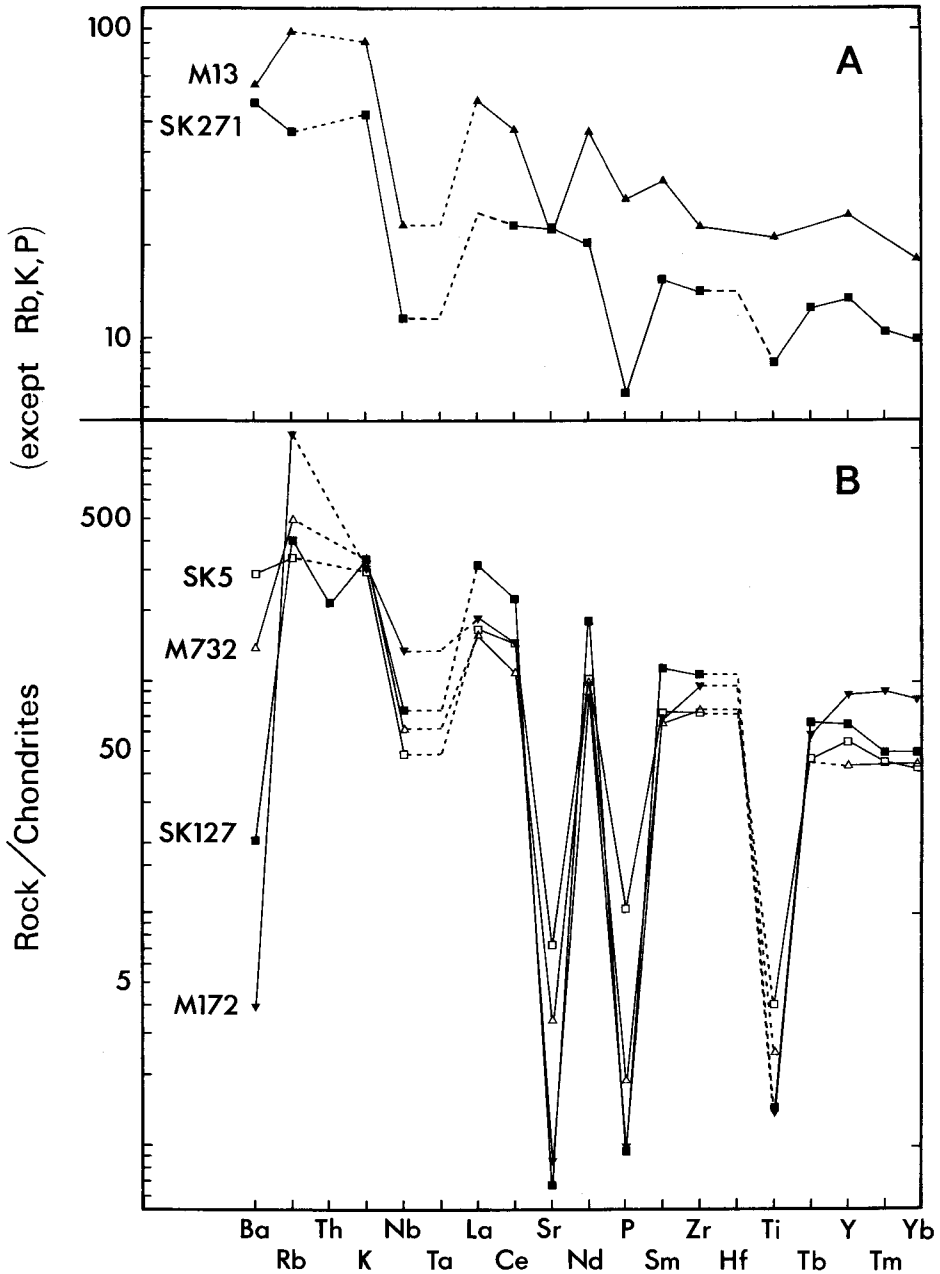 100
A
M13
SK271
10
Rock/Chondrites (except Rb,K,P)
B
500
SK5
M732
50
SK127
5
M172
Ba Th Nb La Sr P Zr Ti Y Yb
Rb K Ta Ce Nd Sm Hf Tb Tm